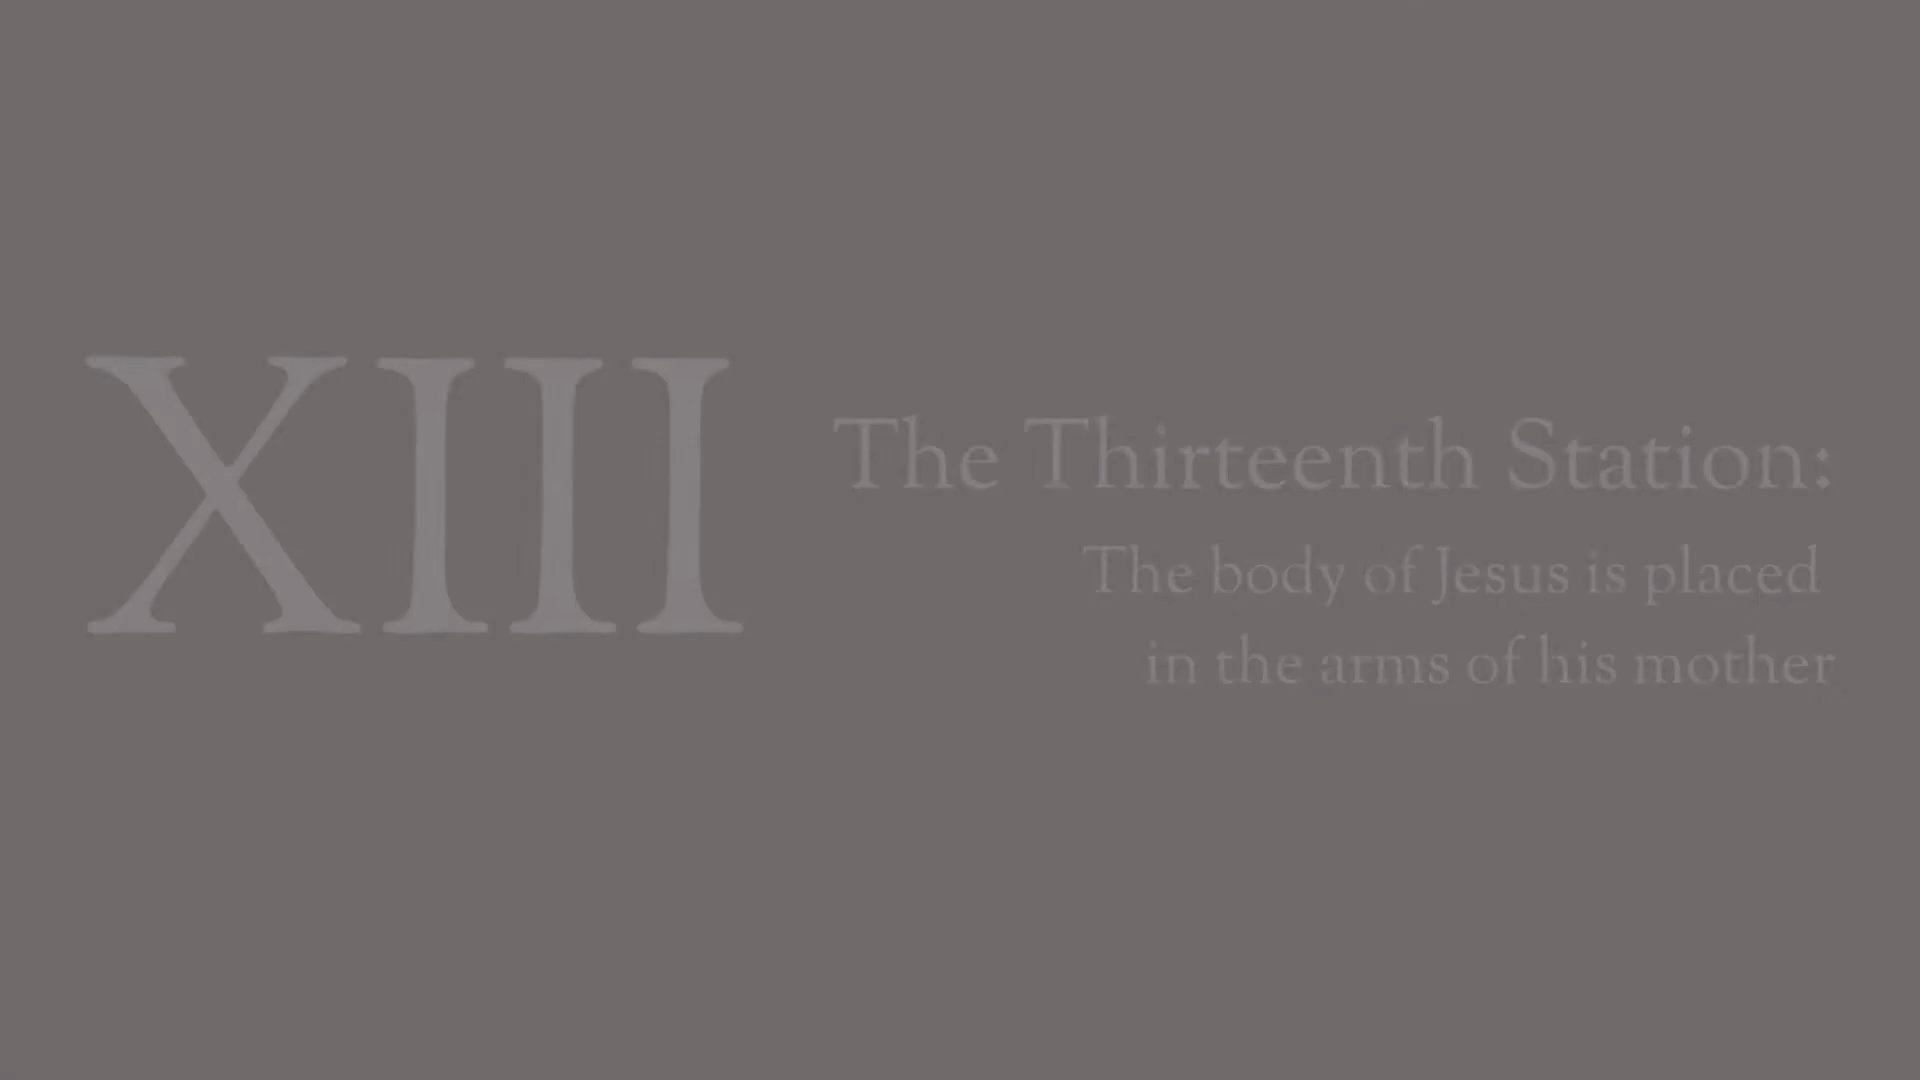 XIII
The Thirteenth Station:
The body of Jesus is placed
in the arms of his mother